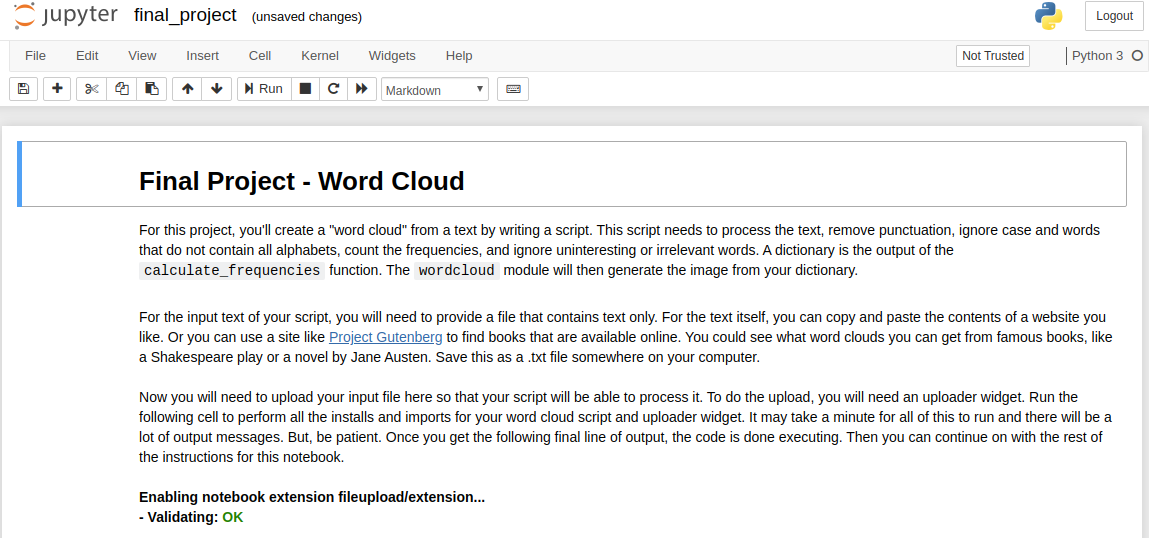 jupyter final_project (unsaved changes) Logout
File Edit View Insert Cell Kernel Widgets Help Not Trusted Python 3
Run Markdown
Final Project - Word Cloud
For this project, you'll create a "word cloud" from a text by writing a script. This script needs to process the text, remove punctuation, ignore case and words
that do not contain all alphabets, count the frequencies, and ignore uninteresting or irrelevant words. A dictionary is the output of the
calculate_frequencies function. The wordcloud module will then generate the image from your dictionary.
For the input text of your script, you will need to provide a file that contains text only. For the text itself, you can copy and paste the contents of a website you
like. Or you can use a site like Project Gutenberg to find books that are available online. You could see what word clouds you can get from famous books, like
a Shakespeare play or a novel by Jane Austen. Save this as a .txt file somewhere on your computer.
Now you will need to upload your input file here so that your script will be able to process it. To do the upload, you will need an uploader widget. Run the
following cell to perform all the installs and imports for your word cloud script and uploader widget. It may take a minute for all of this to run and there will be a
lot of output messages. But, be patient. Once you get the following final line of output, the code is done executing. Then you can continue on with the rest of
the instructions for this notebook.
Enabling notebook extension fileupload/extension...
- Validating: OK